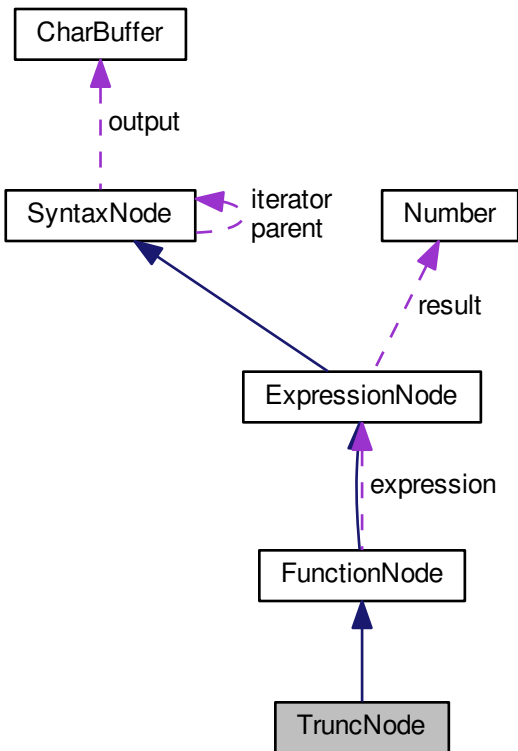 CharBuffer
output
SyntaxNode
iterator
parent
Number
result
ExpressionNode
expression
FunctionNode
TruncNode